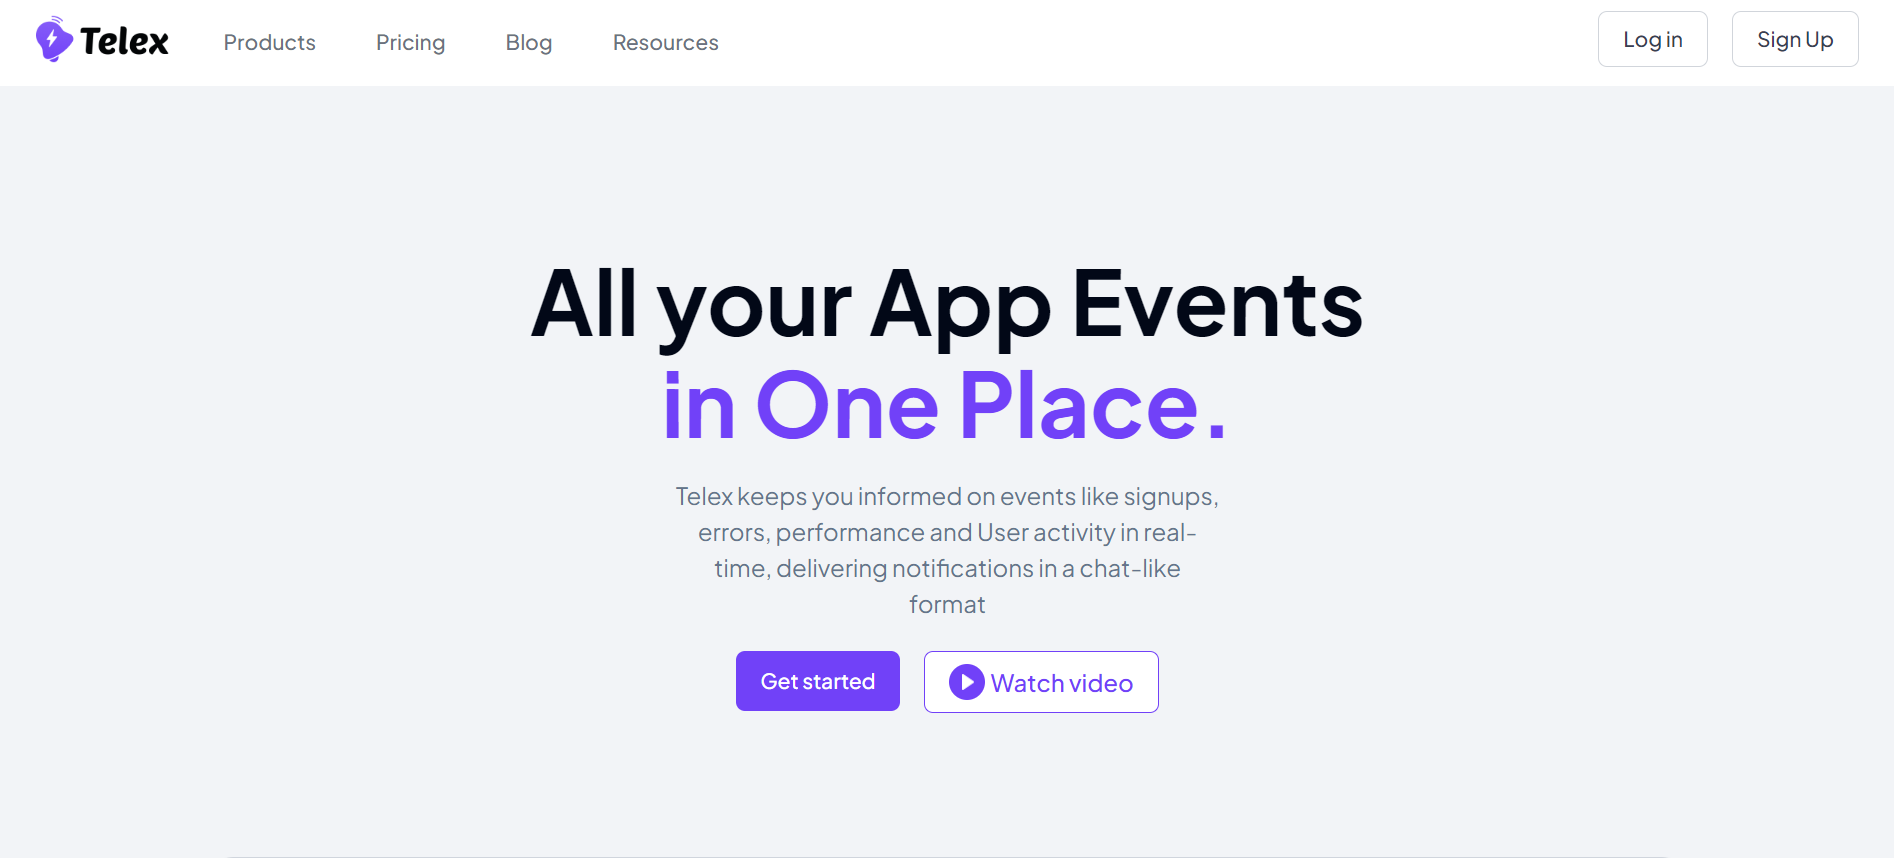 Telex
Products
Pricing
Blog
Resources
Log in
Sign Up
All your App Events
in One Place.
Telex keeps you informed on events like signups,
errors, performance and User activity in real-
time, delivering notifications in a chat-like
format
Get started
Watch video